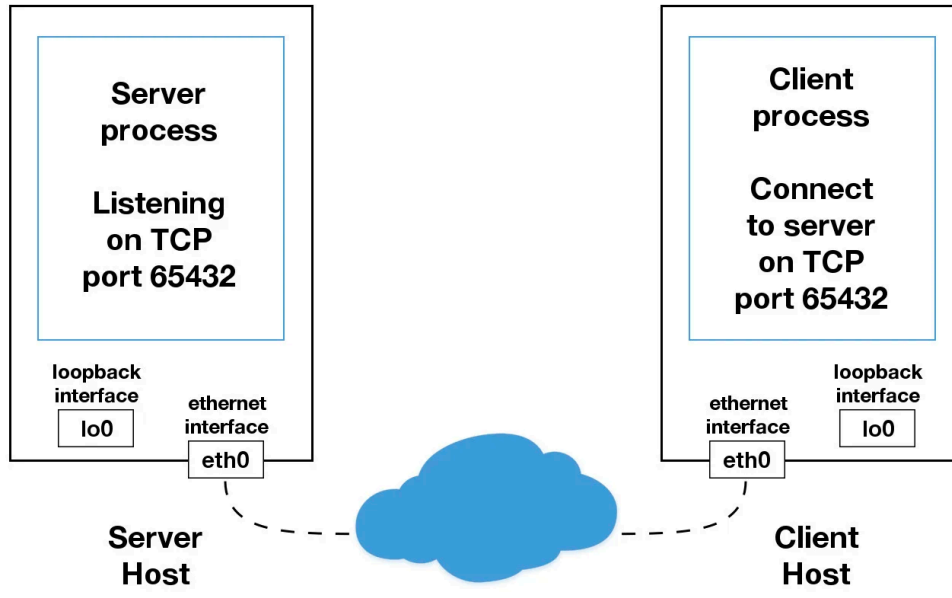 Server
process
Listening
on TCP
port 65432
loopback
interface
lo0
ethernet
interface
eth0
Server
Host
Client
process
Connect
to server
on TCP
port 65432
ethernet
interface
eth0
loopback
interface
lo0
Client
Host